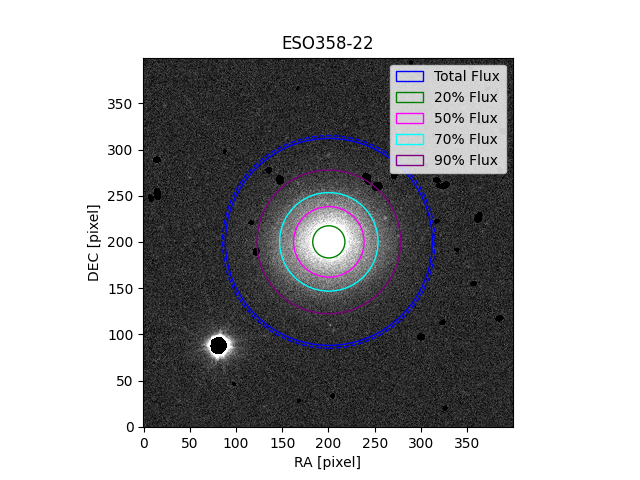 ESO358-22
Total Flux
20% Flux
50% Flux
70% Flux
90% Flux
DEC [pixel]
350
300
250
200
150
100
50
0
0 50 100 150 200 250 300 350
RA [pixel]